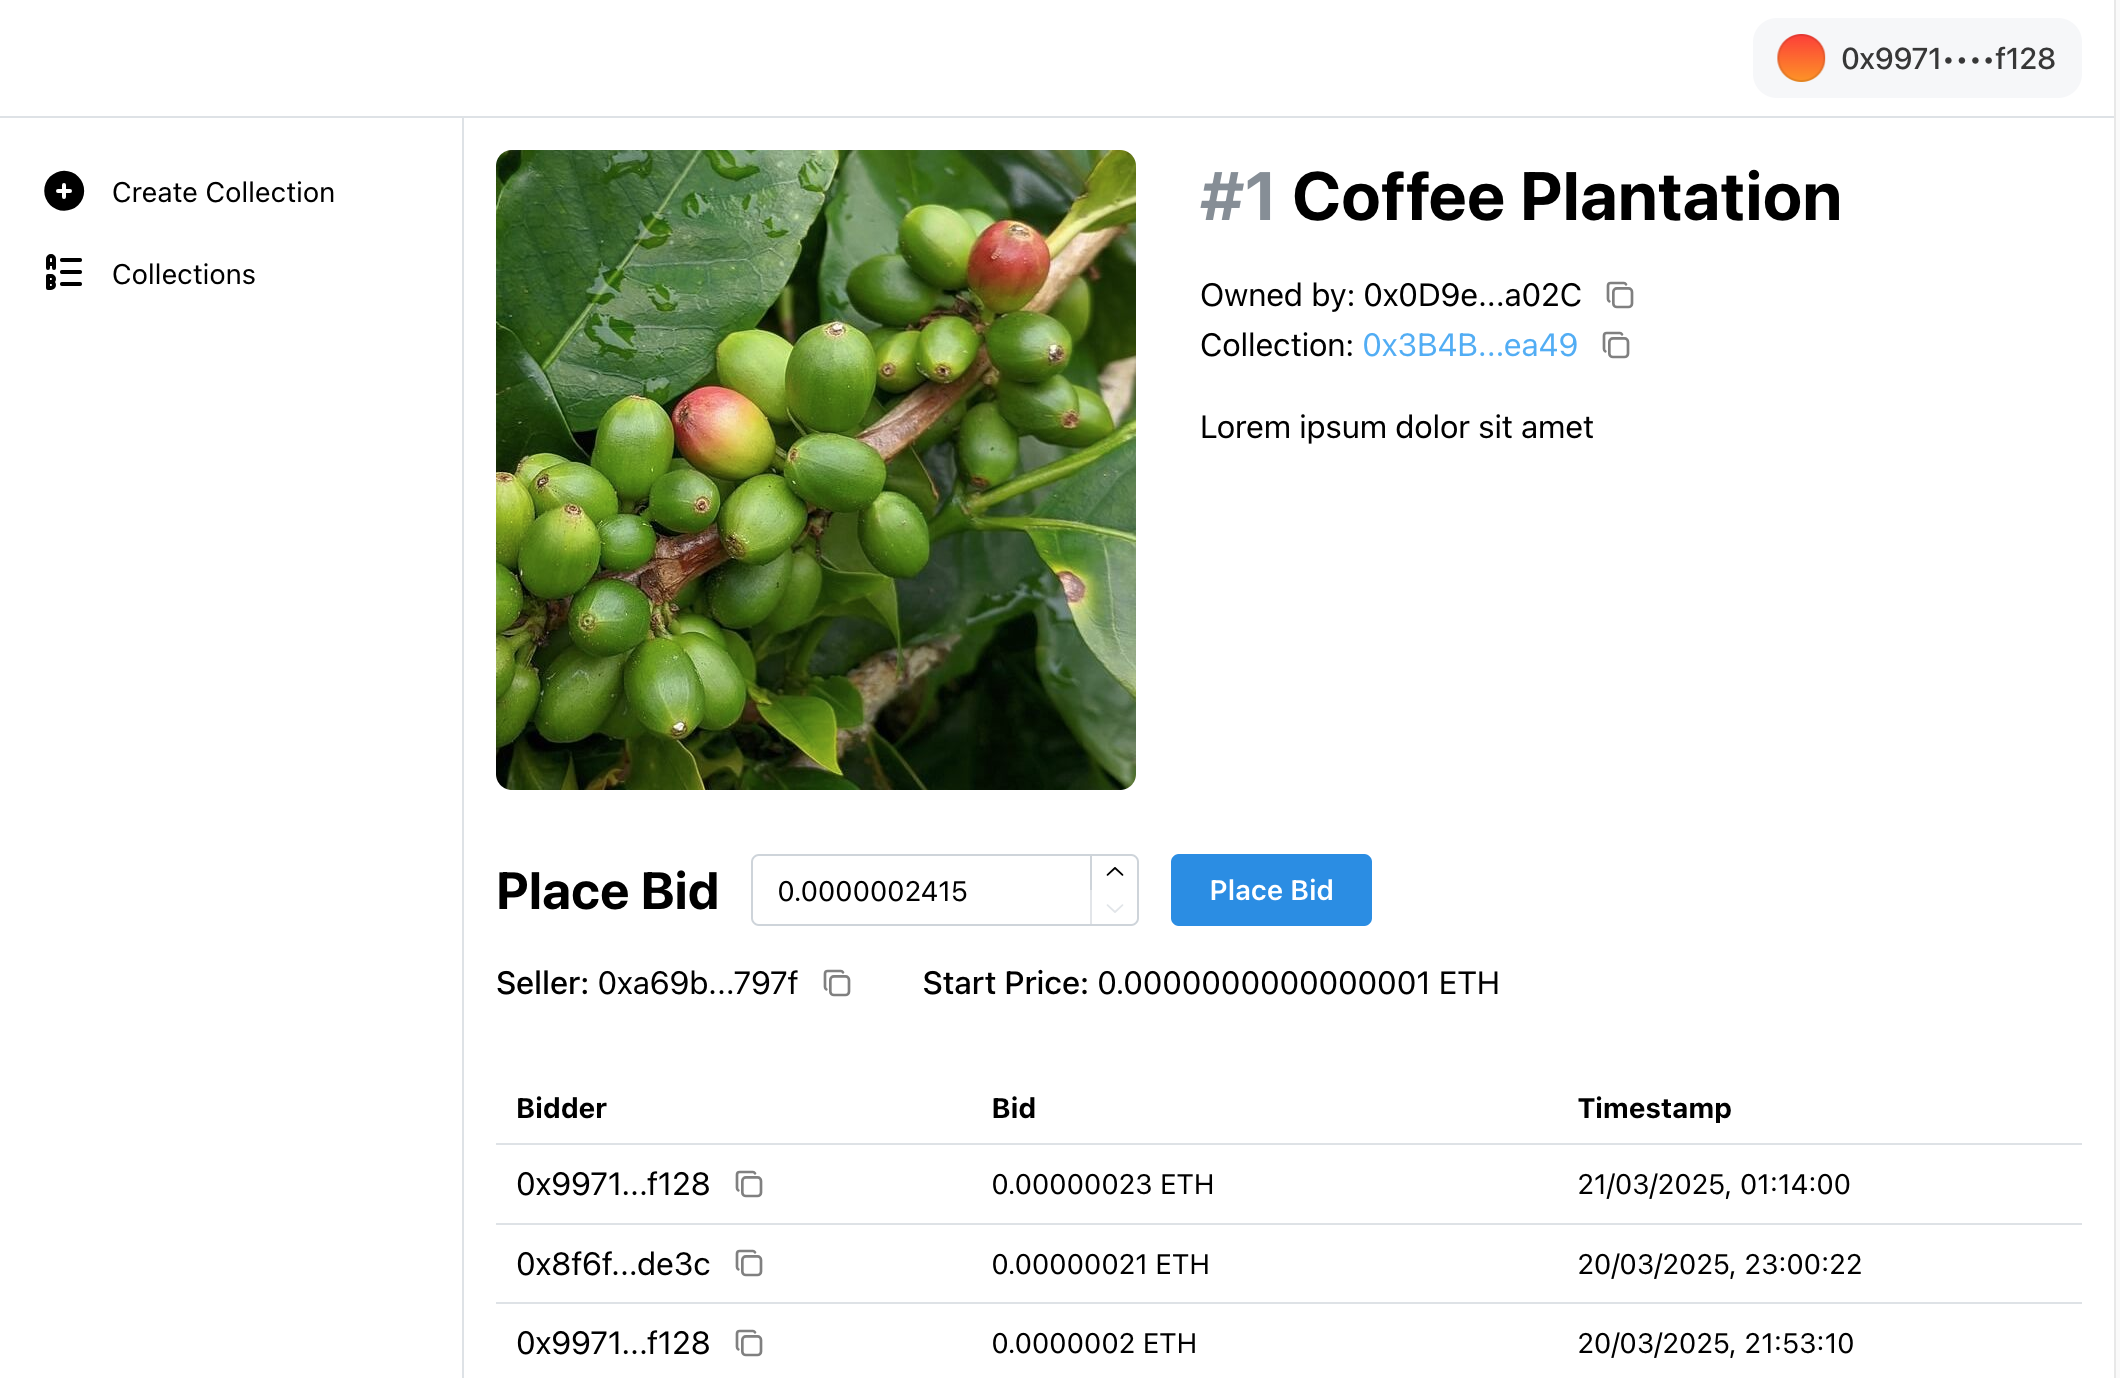 0x9971••••f128
Create Collection
Collections
#1 Coffee Plantation
Owned by: 0x0D9e...a02C
Collection: 0x3B4B...ea49
Lorem ipsum dolor sit amet
Place Bid 0.0000002415 Place Bid
Seller: 0xa69b...797f Start Price: 0.0000000000000001 ETH
Bidder Bid Timestamp
0x9971...f128 0.00000023 ETH 21/03/2025, 01:14:00
0x8f6f...de3c 0.00000021 ETH 20/03/2025, 23:00:22
0x9971...f128 0.0000002 ETH 20/03/2025, 21:53:10